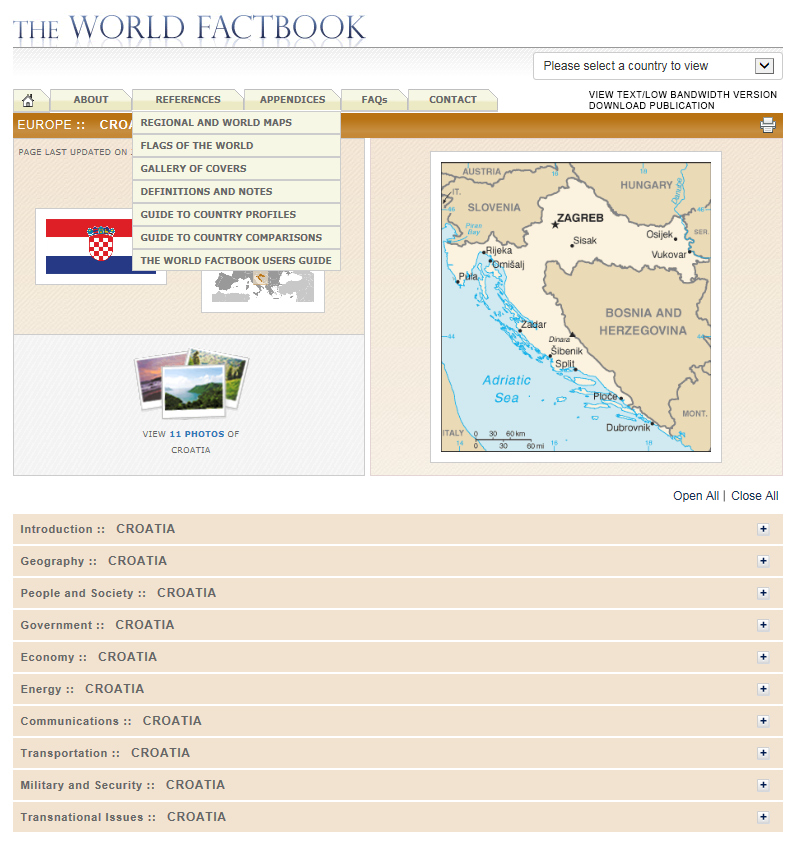 THE WORLD FACTBOOK
Please select a country to view
ABOUT REFERENCES APPENDICES FAQs CONTACT
VIEW TEXT/LOW BANDWIDTH VERSION
DOWNLOAD PUBLICATION
EUROPE ::
REGIONAL AND WORLD MAPS
FLAGS OF THE WORLD
GALLERY OF COVERS
DEFINITIONS AND NOTES
GUIDE TO COUNTRY PROFILES
GUIDE TO COUNTRY COMPARISONS
THE WORLD FACTBOOK USERS GUIDE
PAGE LAST UPDATED ON
VIEW 11 PHOTOS OF
CROATIA
AUSTRIA
HUNGARY
Danube
IT.
SLOVENIA
ZAGREB
Sisak
Osijek
SER.
Vukovar
Rijeka
Omišalj
Pula
Zadar
Dinara
Šibenik
Split
BOSNIA AND
HERZEGOVINA
Adriatic
Sea
Ploče
MONT.
Dubrovnik
ITALY
0 30 60 km
0 30 60 mi
Open All | Close All
Introduction :: CROATIA
Geography :: CROATIA
People and Society :: CROATIA
Government :: CROATIA
Economy :: CROATIA
Energy :: CROATIA
Communications :: CROATIA
Transportation :: CROATIA
Military and Security :: CROATIA
Transnational Issues :: CROATIA